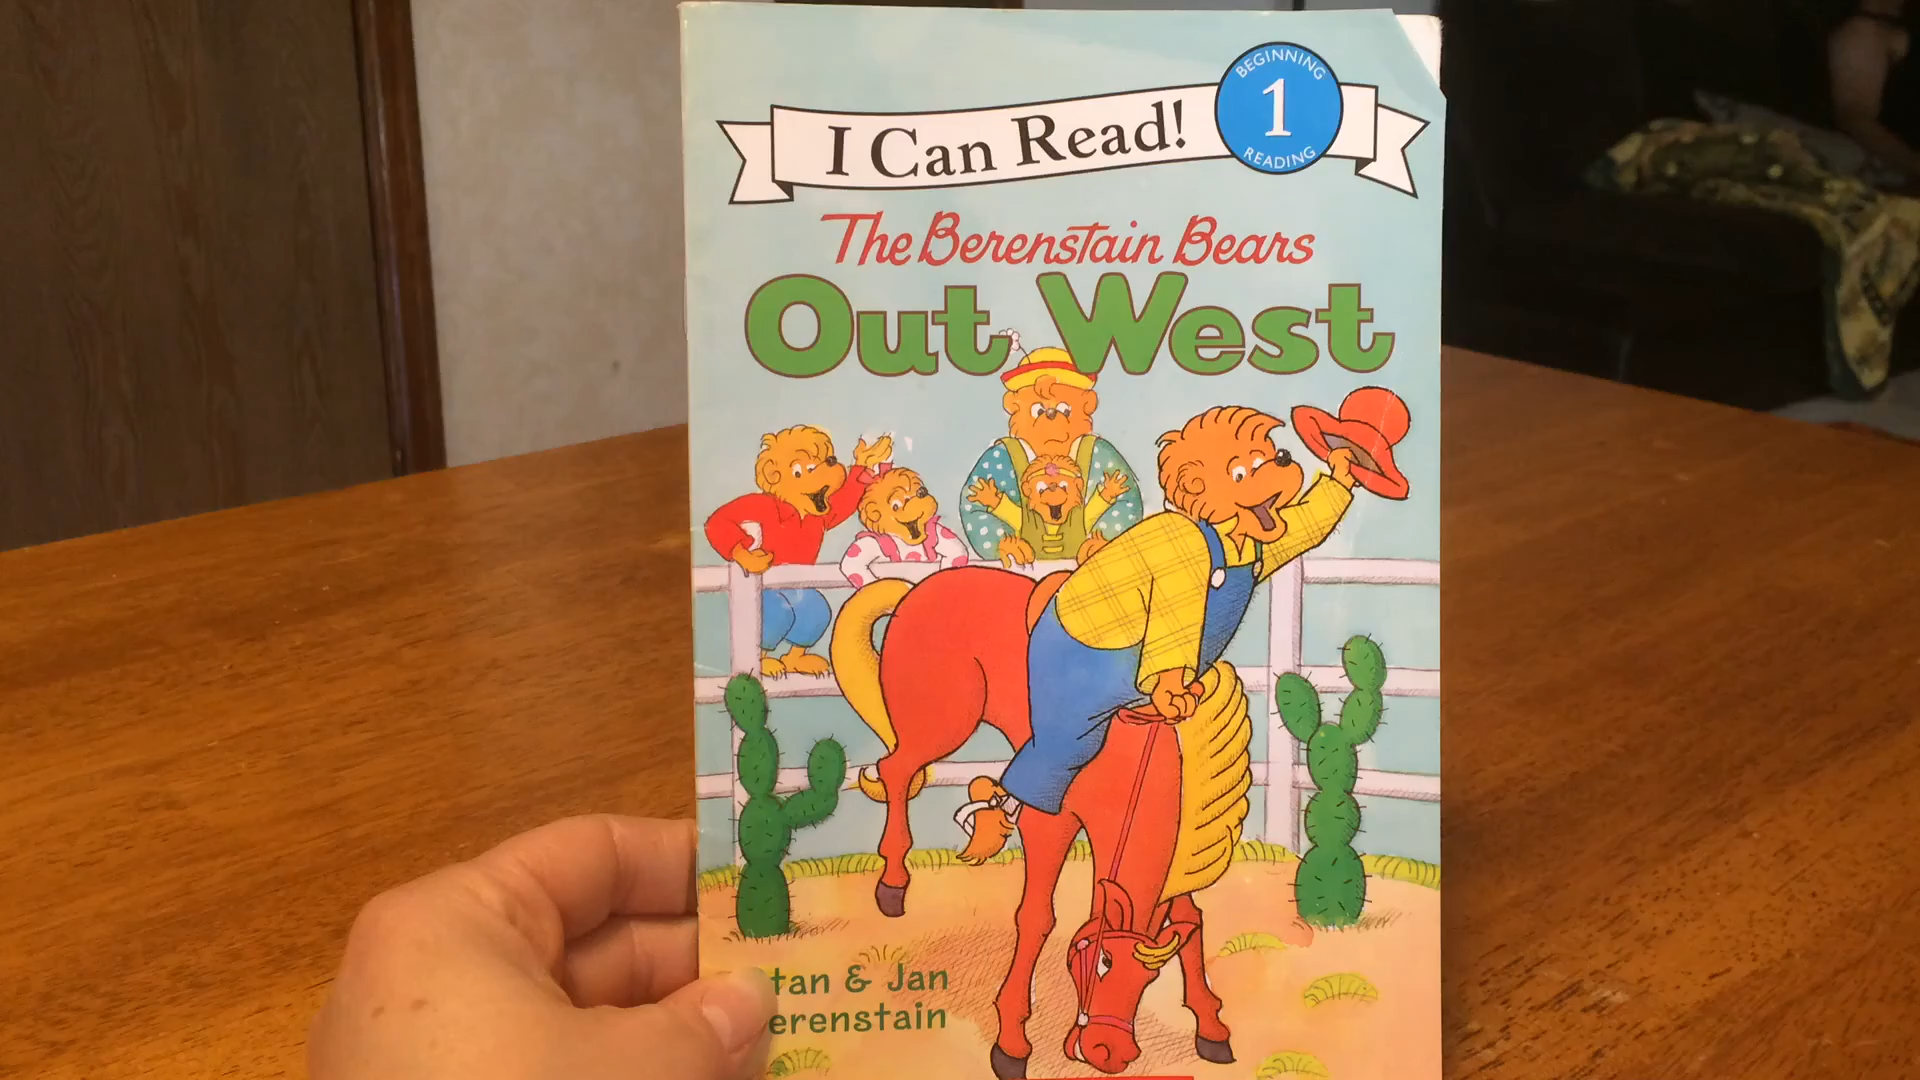 I Can Read!
BEGINNING
1
READING
The Berenstain Bears
Out West
tan & Jan
erenstain